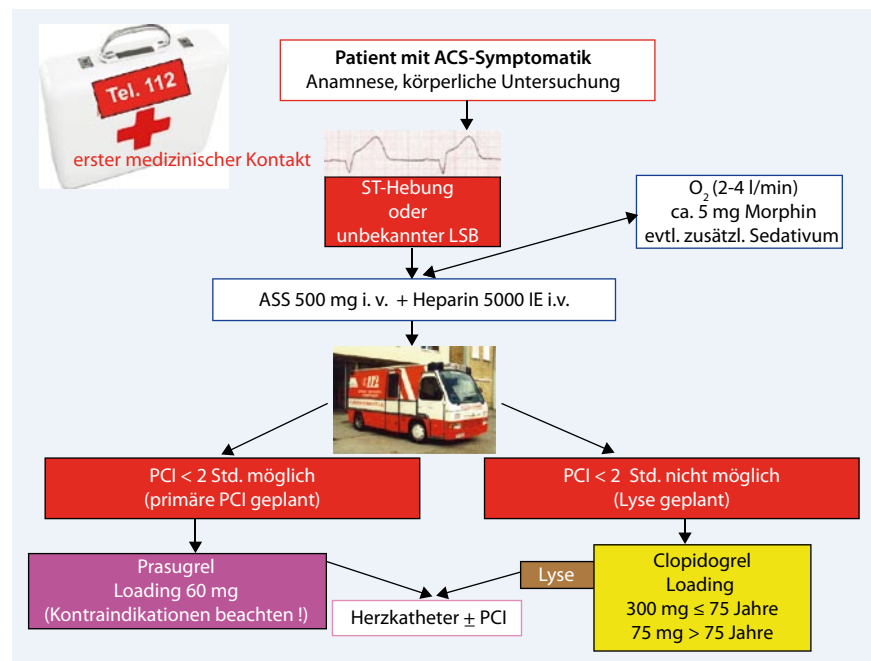 Tel. 112
erster medizinischer Kontakt
Patient mit ACS-Symptomatik
Anamnese, körperliche Untersuchung
ST-Hebung
oder
unbekannter LSB
O2 (2-4 l/min)
ca. 5 mg Morphin
evtl. zusätzl. Sedativum
ASS 500 mg i. v. + Heparin 5000 IE i.v.
112
PCI < 2 Std. möglich
(primäre PCI geplant)
PCI < 2 Std. nicht möglich
(Lyse geplant)
Prasugrel
Loading 60 mg
(Kontraindikationen beachten !)
Herzkatheter ± PCI
Lyse
Clopidogrel
Loading
300 mg ≤ 75 Jahre
75 mg > 75 Jahre